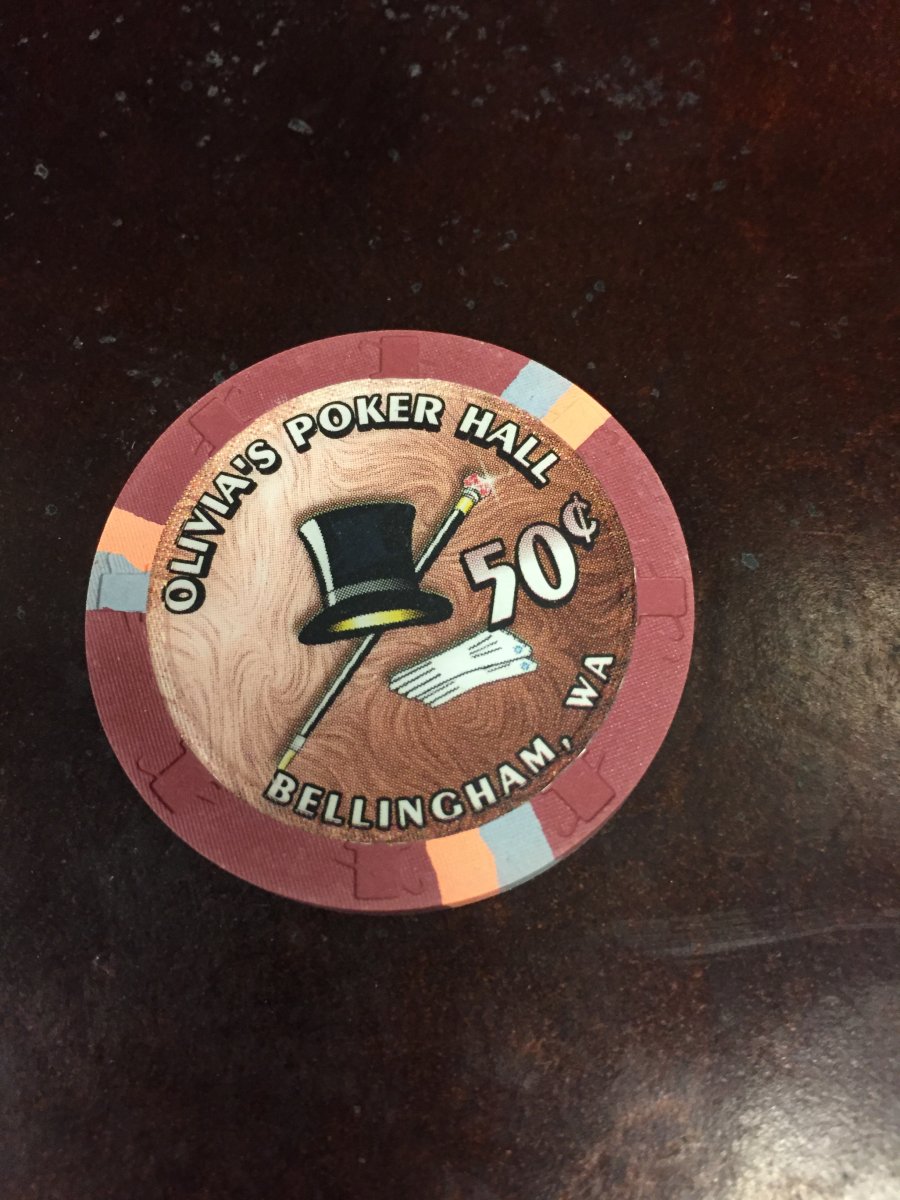 OLIVIA'S POKER HALL
50¢
BELLINGHAM, WA